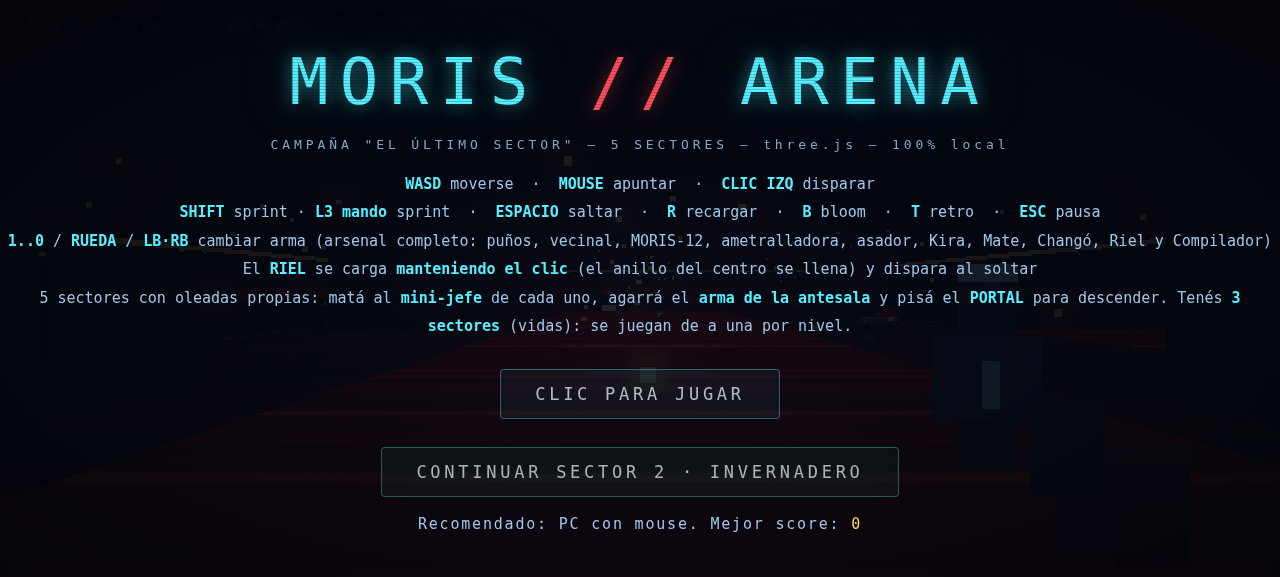 MORIS // ARENA
CAMPAÑA "EL ÚLTIMO SECTOR" — 5 SECTORES — three.js — 100% local
WASD moverse · MOUSE apuntar · CLIC IZQ disparar
SHIFT sprint · L3 mando sprint · ESPACIO saltar · R recargar · B bloom · T retro · ESC pausa
1..0 / RUEDA / LB·RB cambiar arma (arsenal completo: puños, vecinal, MORIS-12, ametralladora, asador, Kira, Mate, Changó, Riel y Compilador)
El RIEL se carga manteniendo el clic (el anillo del centro se llena) y dispara al soltar
5 sectores con oleadas propias: matá al mini-jefe de cada uno, agarrá el arma de la antesala y pisá el PORTAL para descender. Tenés 3
sectores (vidas): se juegan de a una por nivel.
CLIC PARA JUGAR
CONTINUAR SECTOR 2 · INVERNADERO
Recomendado: PC con mouse. Mejor score: 0